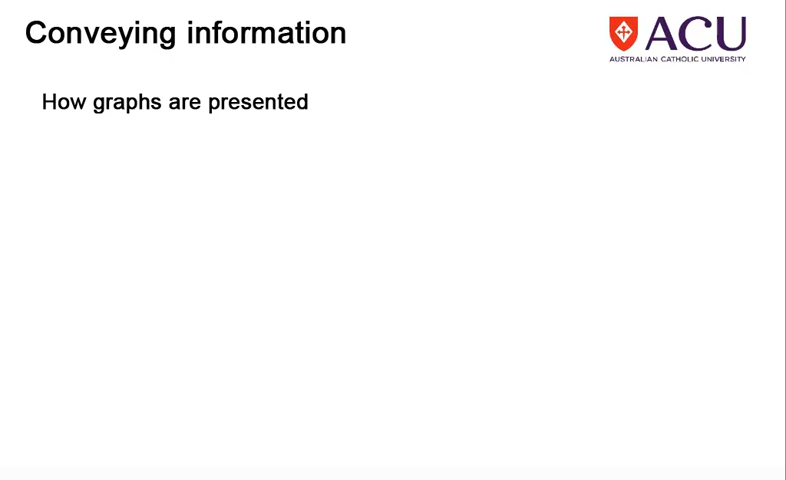 Conveying information
ACU
AUSTRALIAN CATHOLIC UNIVERSITY
How graphs are presented